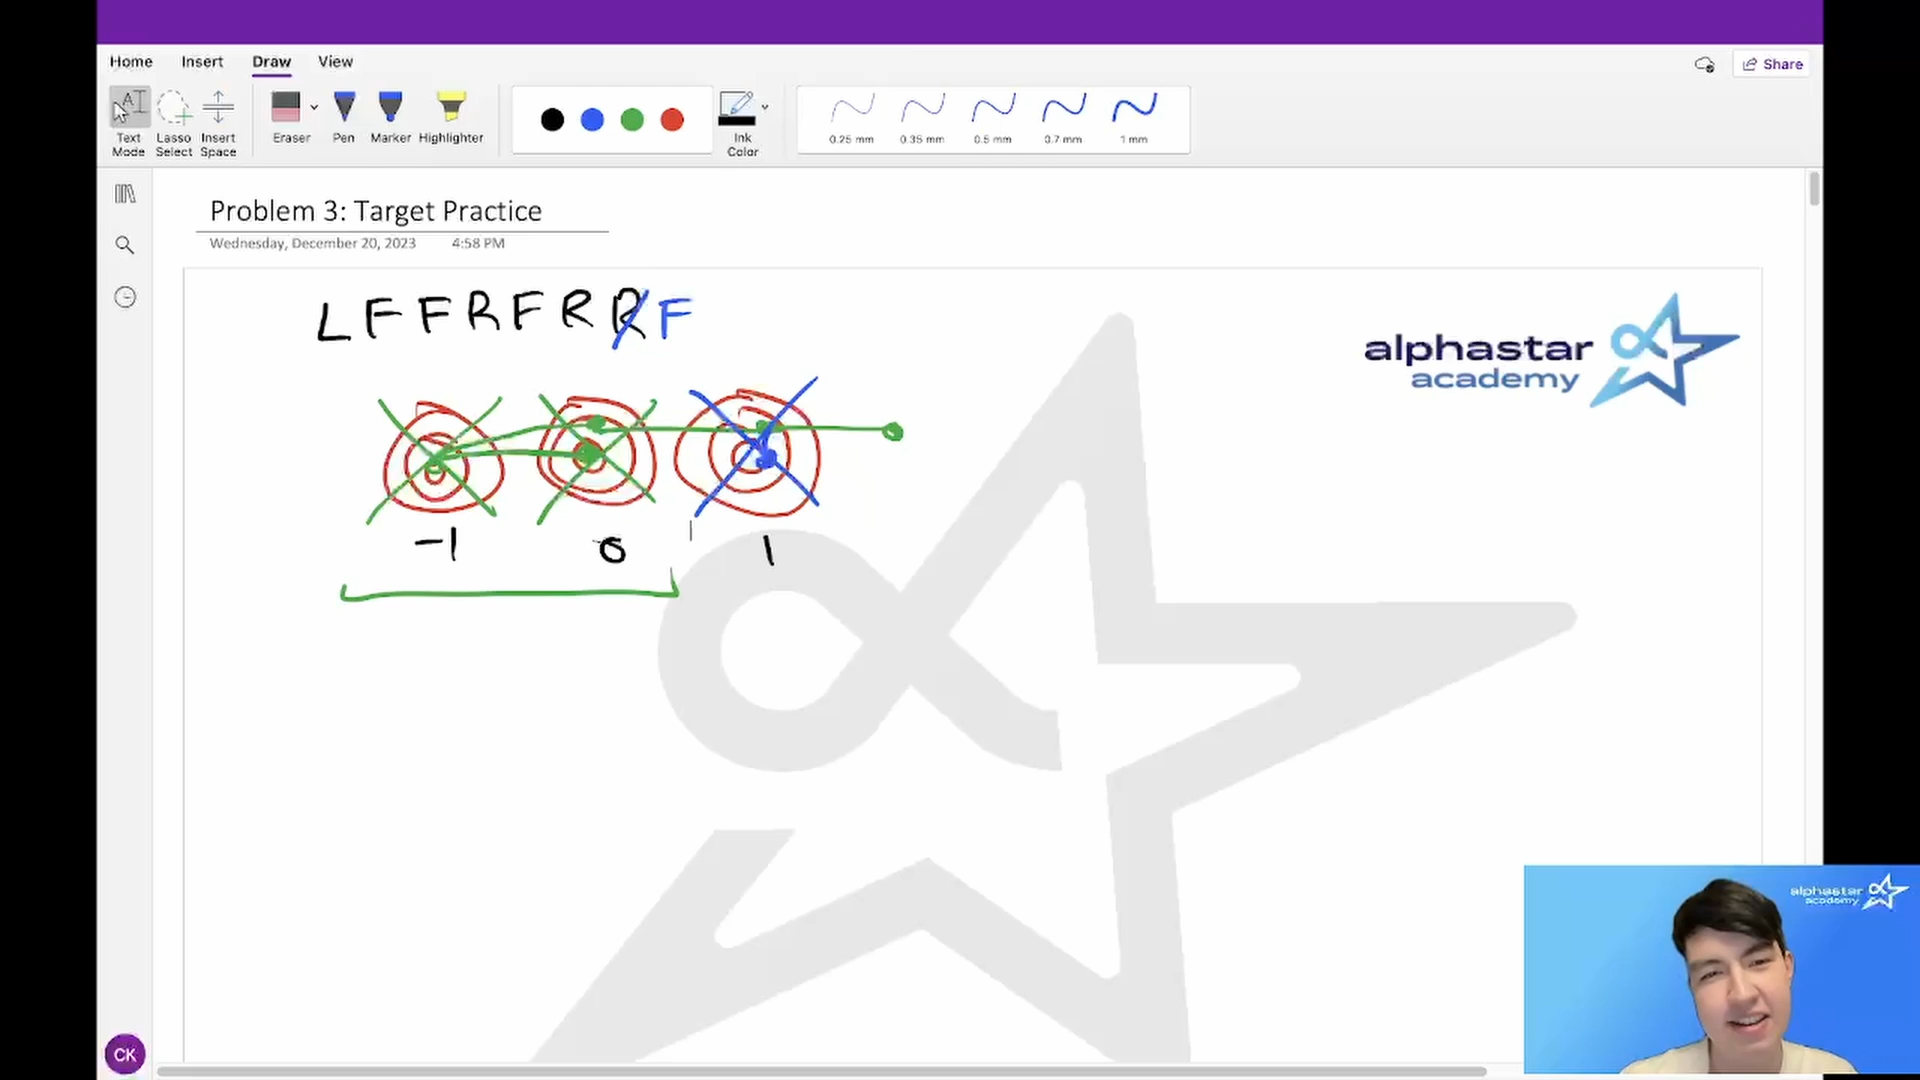 Home Insert Draw View
Share
Text Mode
Lasso Select
Insert Space
Eraser
Pen
Marker
Highlighter
Ink Color
0.25 mm
0.35 mm
0.5 mm
0.7 mm
1 mm
Problem 3: Target Practice
Wednesday, December 20, 2023 4:58 PM
L F F R F R R F
alphastar
academy
-1 0 1
alphastar
academy
CK